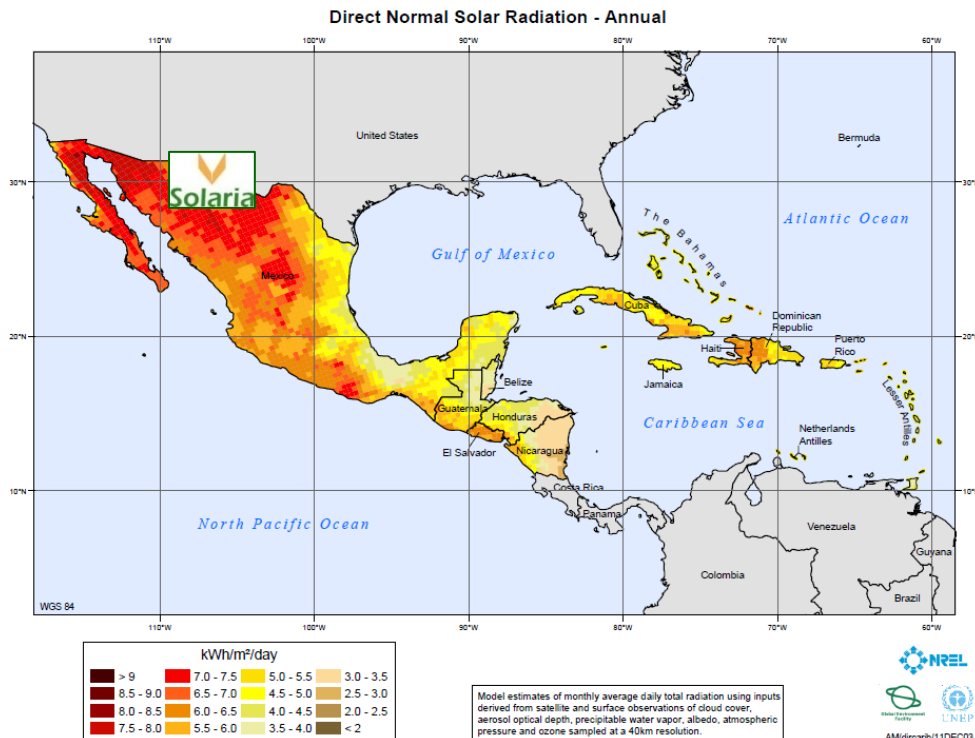 Direct Normal Solar Radiation - Annual
110°W 100°W 90°W 80°W 70°W 60°W
United States
Bermuda
30°N
30°N
Solaria
The Bahamas
Atlantic Ocean
Gulf of Mexico
Mexico
Cuba
Dominican
Republic
20°N
20°N
Haiti
Puerto
Rico
Jamaica
Belize
Lesser Antilles
Guatemala
Honduras
Caribbean Sea
Netherlands
Antilles
El Salvador
Nicaragua
10°N
10°N
Costa Rica
Panama
North Pacific Ocean
Venezuela
Guyana
Colombia
Brazil
WGS 84
110°W 100°W 90°W 80°W 70°W 60°W
kWh/m²/day
> 9 7.0 - 7.5 5.0 - 5.5 3.0 - 3.5
8.5 - 9.0 6.5 - 7.0 4.5 - 5.0 2.5 - 3.0
8.0 - 8.5 6.0 - 6.5 4.0 - 4.5 2.0 - 2.5
7.5 - 8.0 5.5 - 6.0 3.5 - 4.0 < 2
Model estimates of monthly average daily total radiation using inputs
derived from satellite and surface observations of cloud cover,
aerosol optical depth, precipitable water vapor, albedo, atmospheric
pressure and ozone sampled at a 40km resolution.
NREL
Global Environment
Facility
UNEP